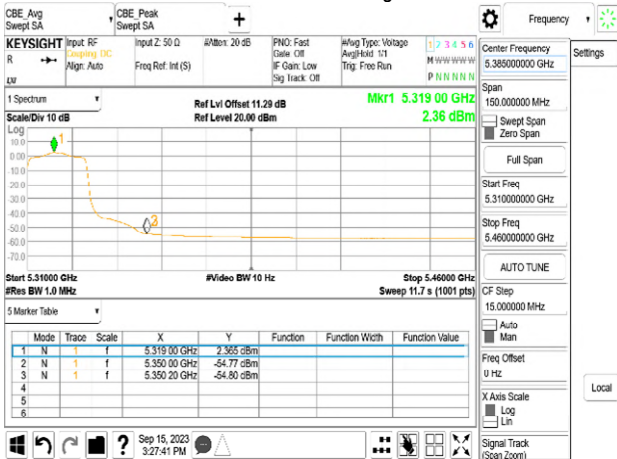 CBE_Avg
Swept SA
CBE_Peak
Swept SA
+
Frequency
KEYSIGHT
R
Input: RF
Coupling: DC
Align: Auto
Input Z: 50 Ω
Freq Ref: Int (S)
#Atten: 20 dB
PNO: Fast
Gate: Off
IF Gain: Low
Sig Track: Off
#Avg Type: Voltage
Avg|Hold: 1/1
Trig: Free Run
1 2 3 4 5 6
M W W W W W
P N N N N N
LXI
1 Spectrum
Scale/Div 10 dB
Ref Lvl Offset 11.29 dB
Ref Level 20.00 dBm
Mkr1 5.319 00 GHz
2.36 dBm
Log
10.0
0.00
-10.0
-20.0
-30.0
-40.0
-50.0
-60.0
-70.0
1
3
Start 5.31000 GHz
#Res BW 1.0 MHz
#Video BW 10 Hz
Stop 5.46000 GHz
Sweep 11.7 s (1001 pts)
5 Marker Table
Mode Trace Scale X Y Function Function Width Function Value
1 N 1 f 5.319 00 GHz 2.365 dBm
2 N 1 f 5.350 00 GHz -54.77 dBm
3 N 1 f 5.350 20 GHz -54.80 dBm
4
5
6
?
Sep 15, 2023
3:27:41 PM
Center Frequency
5.385000000 GHz
Settings
Span
150.000000 MHz
Swept Span
Zero Span
Full Span
Start Freq
5.310000000 GHz
Stop Freq
5.460000000 GHz
AUTO TUNE
CF Step
15.000000 MHz
Auto
Man
Freq Offset
0 Hz
Local
X Axis Scale
Log
Lin
Signal Track
(Span Zoom)